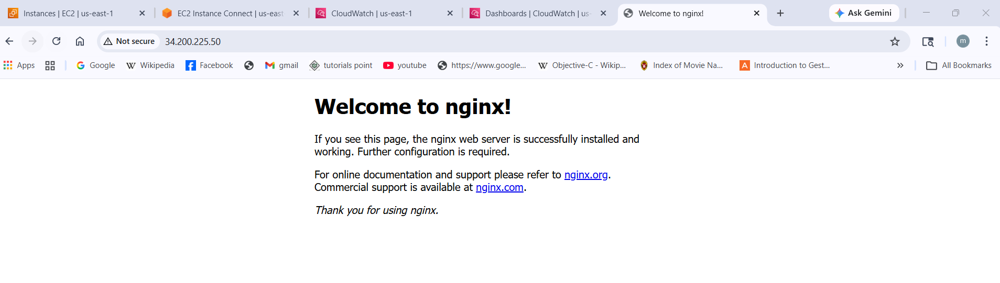 Instances | EC2 | us-east-1
EC2 Instance Connect | us-east
CloudWatch | us-east-1
Dashboards | CloudWatch | us-
Welcome to nginx!
Ask Gemini
Not secure
34.200.225.50
m
Apps
Google
Wikipedia
Facebook
gmail
tutorials point
youtube
https://www.google...
Objective-C - Wikip...
Index of Movie Na...
Introduction to Gest...
All Bookmarks
Welcome to nginx!
If you see this page, the nginx web server is successfully installed and
working. Further configuration is required.
For online documentation and support please refer to nginx.org.
Commercial support is available at nginx.com.
Thank you for using nginx.